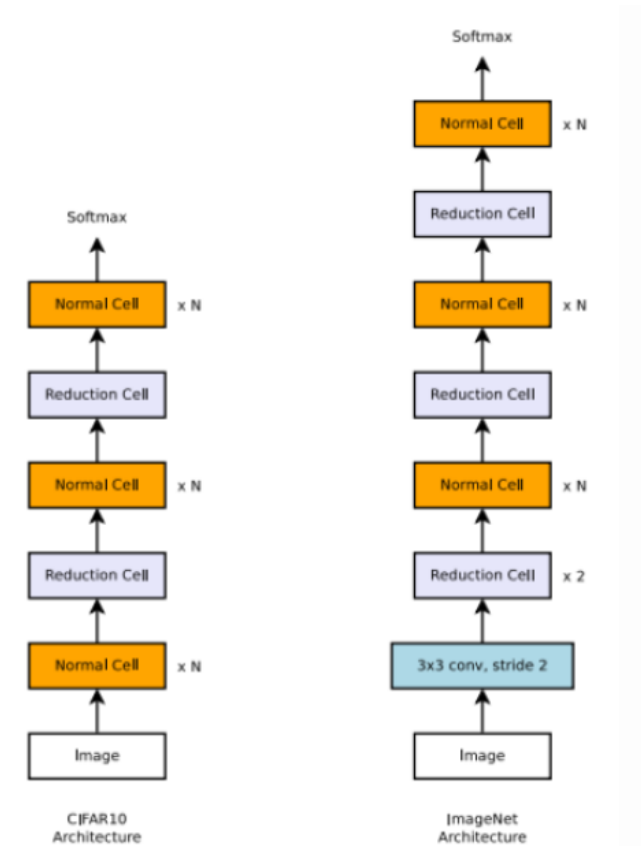 Softmax
Normal Cell x N
Reduction Cell
Normal Cell x N
Reduction Cell
Normal Cell x N
Image
CIFAR10
Architecture
Softmax
Normal Cell x N
Reduction Cell
Normal Cell x N
Reduction Cell
Normal Cell x N
Reduction Cell x 2
3x3 conv, stride 2
Image
ImageNet
Architecture